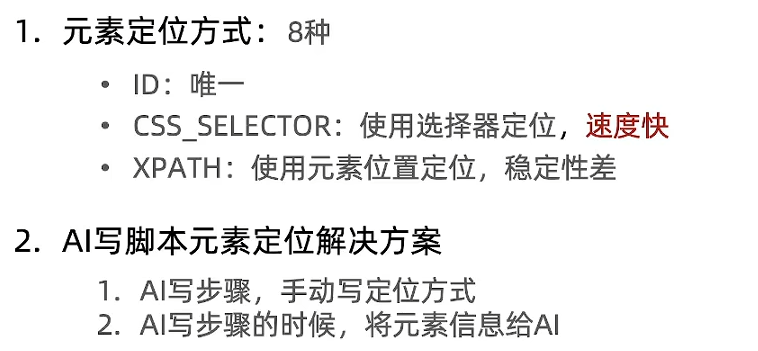 1. 元素定位方式：8种
• ID：唯一
• CSS_SELECTOR：使用选择器定位，速度快
• XPATH：使用元素位置定位，稳定性差
2. AI写脚本元素定位解决方案
1. AI写步骤，手动写定位方式
2. AI写步骤的时候，将元素信息给AI